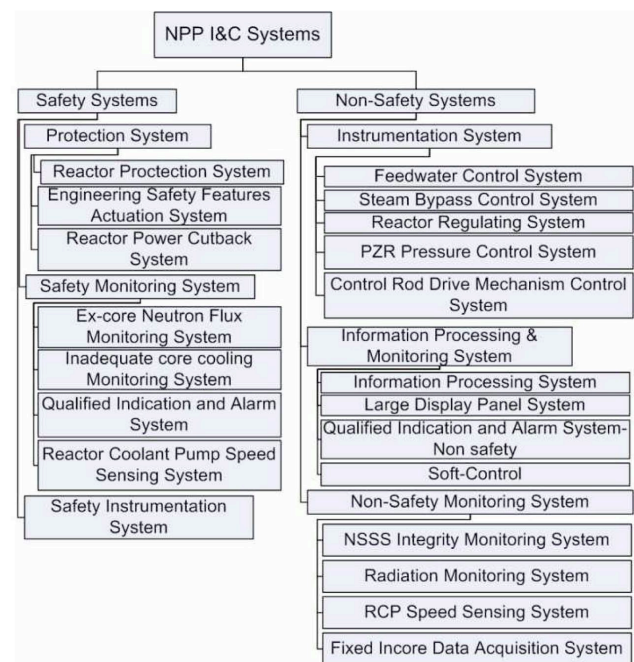 NPP I&C Systems
Safety Systems
Protection System
Reactor Proctection System
Engineering Safety Features
Actuation System
Reactor Power Cutback
System
Safety Monitoring System
Ex-core Neutron Flux
Monitoring System
Inadequate core cooling
Monitoring System
Qualified Indication and Alarm
System
Reactor Coolant Pump Speed
Sensing System
Safety Instrumentation
System
Non-Safety Systems
Instrumentation System
Feedwater Control System
Steam Bypass Control System
Reactor Regulating System
PZR Pressure Control System
Control Rod Drive Mechanism Control
System
Information Processing &
Monitoring System
Information Processing System
Large Display Panel System
Qualified Indication and Alarm System-
Non safety
Soft-Control
Non-Safety Monitoring System
NSSS Integrity Monitoring System
Radiation Monitoring System
RCP Speed Sensing System
Fixed Incore Data Acquisition System